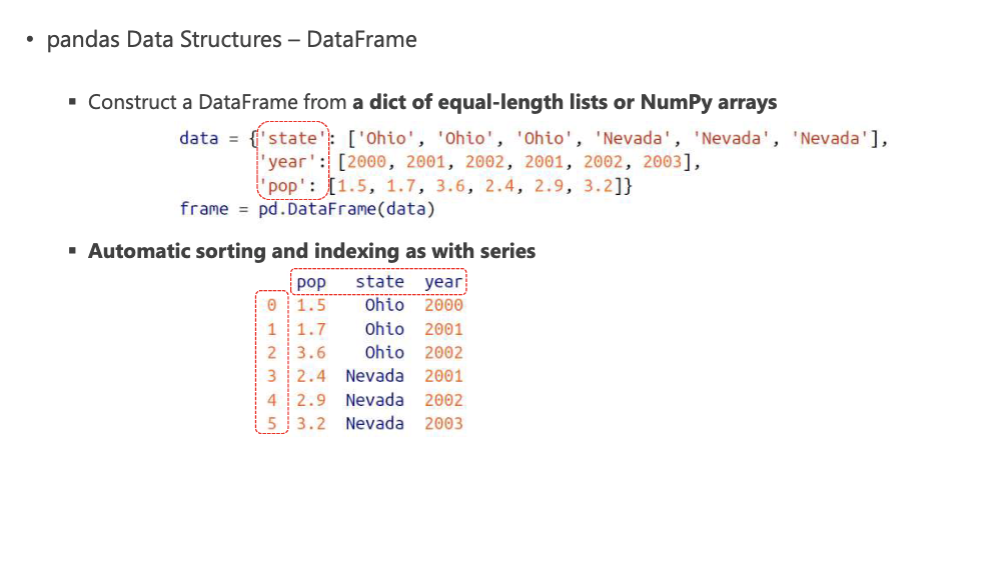 • pandas Data Structures – DataFrame
▪ Construct a DataFrame from a dict of equal-length lists or NumPy arrays
data = {'state': ['Ohio', 'Ohio', 'Ohio', 'Nevada', 'Nevada', 'Nevada'],
'year': [2000, 2001, 2002, 2001, 2002, 2003],
'pop': [1.5, 1.7, 3.6, 2.4, 2.9, 3.2]}
frame = pd.DataFrame(data)
▪ Automatic sorting and indexing as with series
pop state year
0 1.5 Ohio 2000
1 1.7 Ohio 2001
2 3.6 Ohio 2002
3 2.4 Nevada 2001
4 2.9 Nevada 2002
5 3.2 Nevada 2003